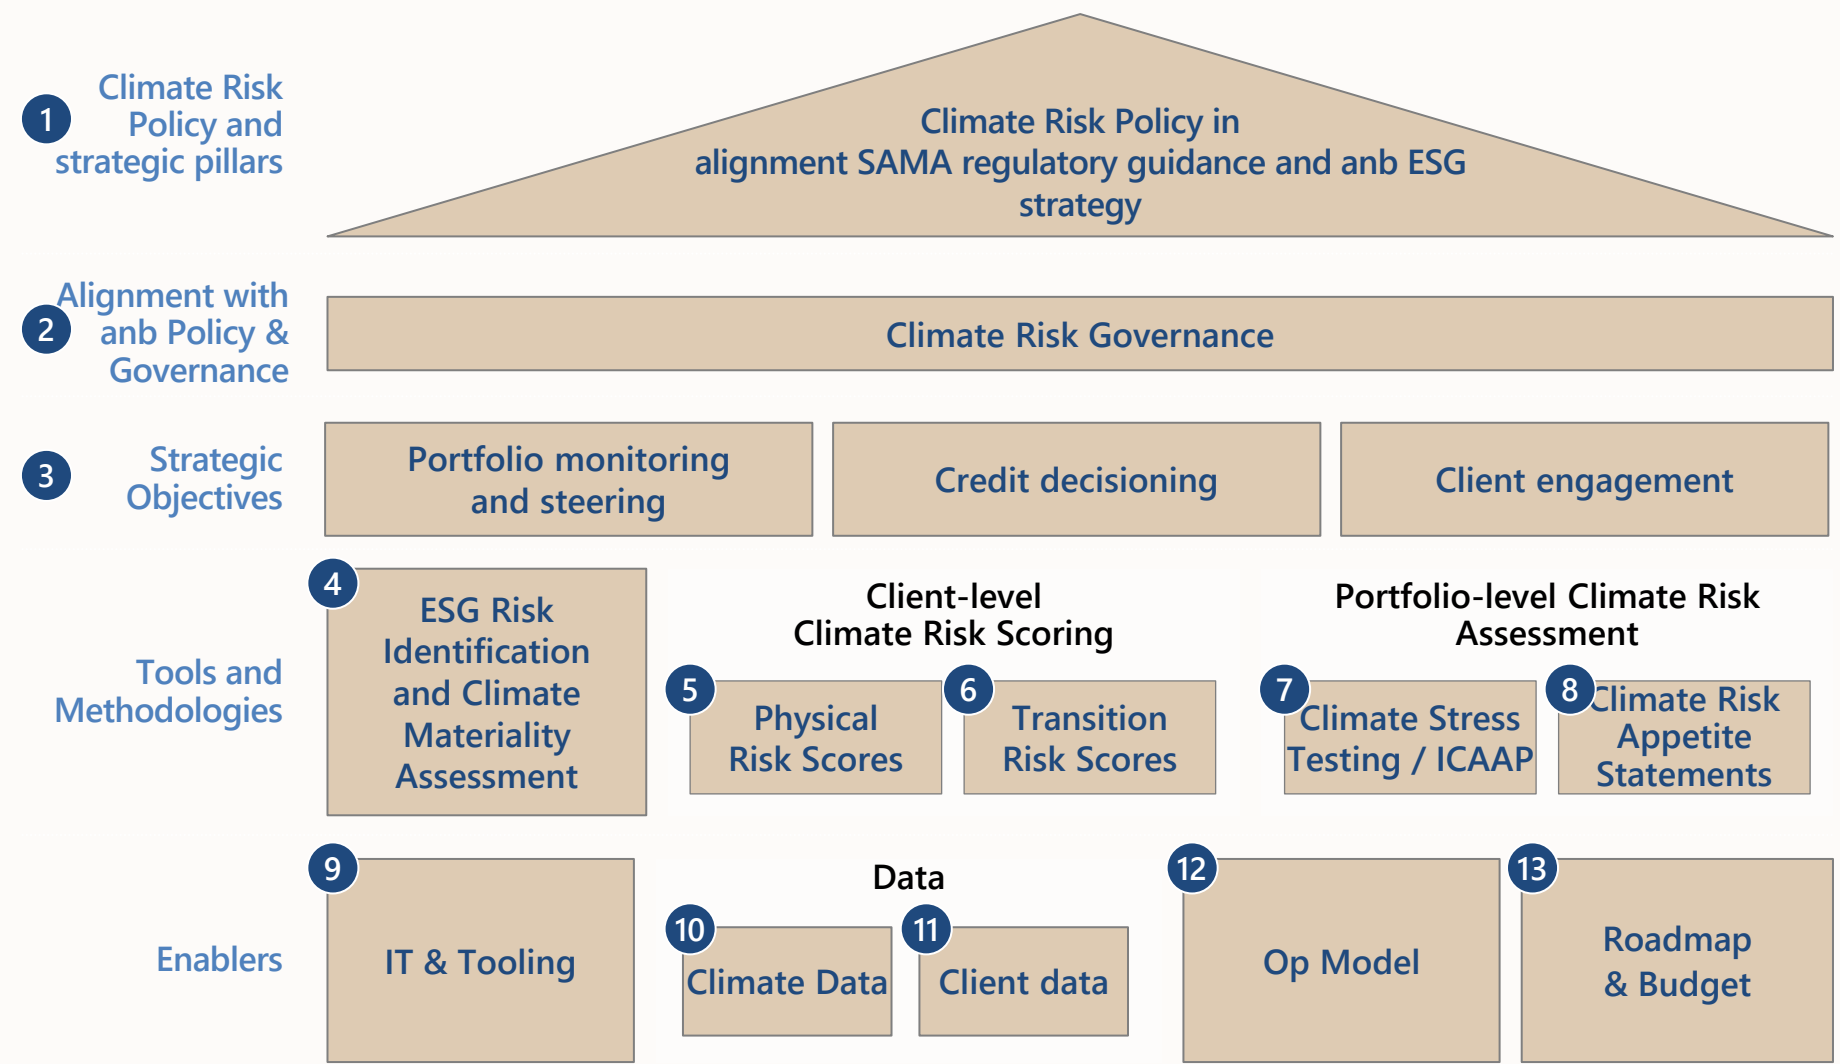 1
Climate Risk
Policy and
strategic pillars
Climate Risk Policy in
alignment SAMA regulatory guidance and anb ESG
strategy
2
Alignment with
anb Policy &
Governance
Climate Risk Governance
3
Strategic
Objectives
Portfolio monitoring
and steering
Credit decisioning
Client engagement
Tools and
Methodologies
4
ESG Risk
Identification
and Climate
Materiality
Assessment
Client-level
Climate Risk Scoring
5
Physical
Risk Scores
6
Transition
Risk Scores
Portfolio-level Climate Risk
Assessment
7
Climate Stress
Testing / ICAAP
8
Climate Risk
Appetite
Statements
Enablers
9
IT & Tooling
Data
10
Climate Data
11
Client data
12
Op Model
13
Roadmap
& Budget